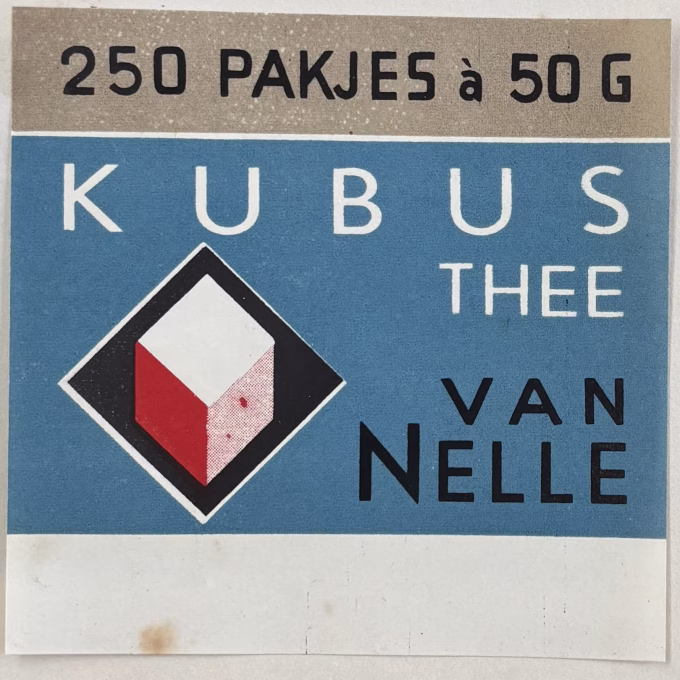 250 PAKJES à 50 G
KUBUS
THEE
VAN
NELLE